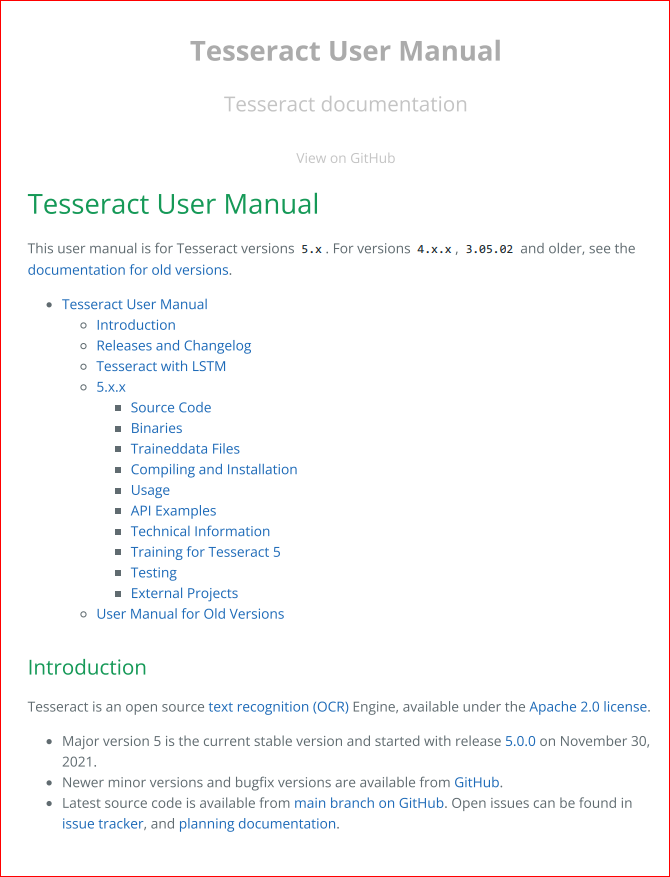 Tesseract User Manual
Tesseract documentation
View on GitHub
Tesseract User Manual
This user manual is for Tesseract versions 5.x. For versions 4.x.x, 3.05.02 and older, see the
documentation for old versions.
Tesseract User Manual
Introduction
Releases and Changelog
Tesseract with LSTM
5.x.x
Source Code
Binaries
Traineddata Files
Compiling and Installation
Usage
API Examples
Technical Information
Training for Tesseract 5
Testing
External Projects
User Manual for Old Versions
Introduction
Tesseract is an open source text recognition (OCR) Engine, available under the Apache 2.0 license.
Major version 5 is the current stable version and started with release 5.0.0 on November 30,
2021.
Newer minor versions and bugfix versions are available from GitHub.
Latest source code is available from main branch on GitHub. Open issues can be found in
issue tracker, and planning documentation.